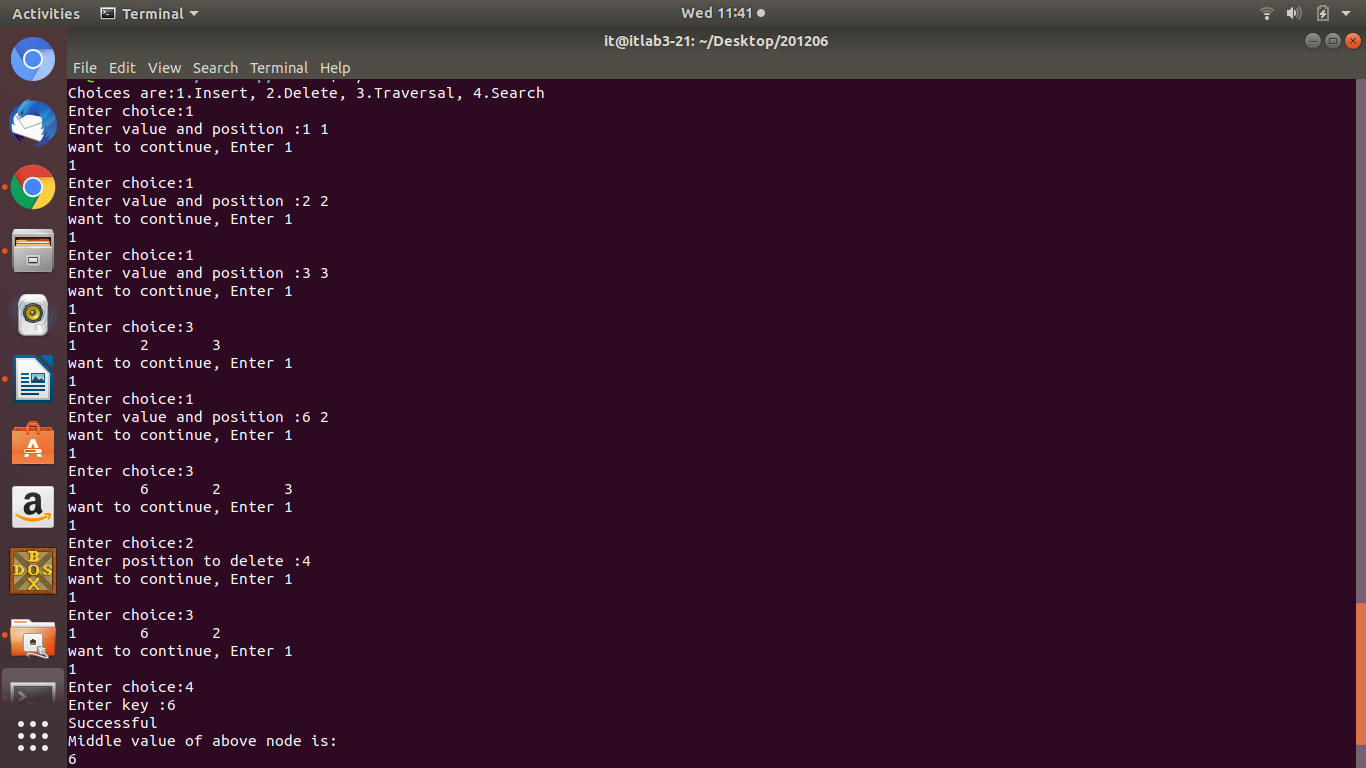 Activities Terminal Wed 11:41
it@itlab3-21: ~/Desktop/201206
File Edit View Search Terminal Help
Choices are:1.Insert, 2.Delete, 3.Traversal, 4.Search
Enter choice:1
Enter value and position :1 1
want to continue, Enter 1
1
Enter choice:1
Enter value and position :2 2
want to continue, Enter 1
1
Enter choice:1
Enter value and position :3 3
want to continue, Enter 1
1
Enter choice:3
1 2 3
want to continue, Enter 1
1
Enter choice:1
Enter value and position :6 2
want to continue, Enter 1
1
Enter choice:3
1 6 2 3
want to continue, Enter 1
1
Enter choice:2
Enter position to delete :4
want to continue, Enter 1
1
Enter choice:3
1 6 2
want to continue, Enter 1
1
Enter choice:4
Enter key :6
Successful
Middle value of above node is:
6
a
DOS
BOX